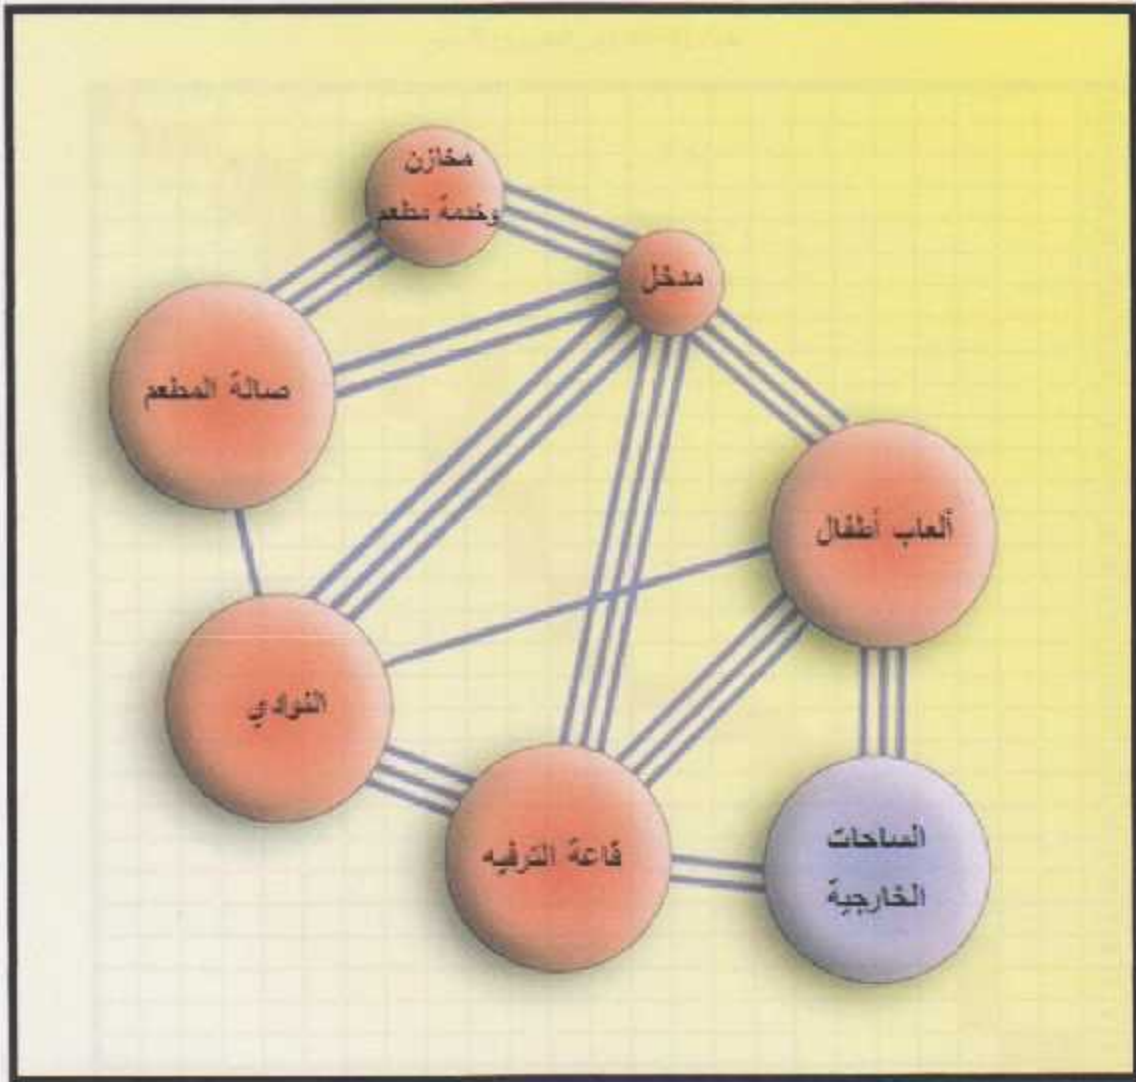 مخازن
وخدمة مطعم
مدخل
صالة المطعم
ألعاب أطفال
النوادي
قاعة الترفيه
الساحات
الخارجية